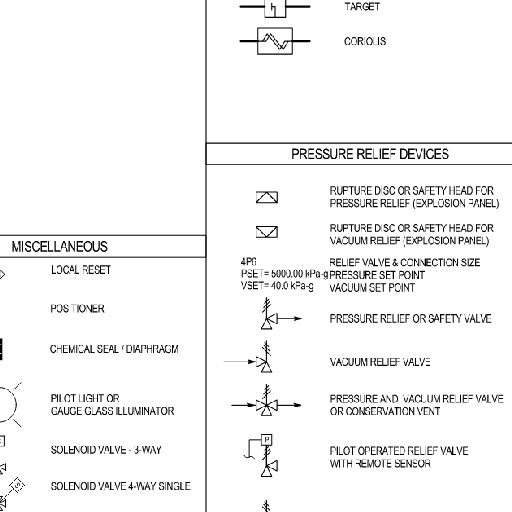 TARGET
CORIOLIS
PRESSURE RELIEF DEVICES
RUPTURE DISC OR SAFETY HEAD FOR
PRESSURE RELIEF (EXPLOSION PANEL)
RUPTURE DISC OR SAFETY HEAD FOR
VACUUM RELIEF (EXPLOSION PANEL)
4P6 RELIEF VALVE & CONNECTION SIZE
PSET= 5000.00 kPa-g PRESSURE SET POINT
VSET= 40.0 kPa-g VACUUM SET POINT
PRESSURE RELIEF OR SAFETY VALVE
VACUUM RELIEF VALVE
PRESSURE AND VACUUM RELIEF VALVE
OR CONSERVATION VENT
P
PILOT OPERATED RELIEF VALVE
WITH REMOTE SENSOR
MISCELLANEOUS
LOCAL RESET
POSITIONER
CHEMICAL SEAL / DIAPHRAGM
PILOT LIGHT OR
GAUGE GLASS ILLUMINATOR
SOLENOID VALVE - 3-WAY
SOLENOID VALVE 4-WAY SINGLE
S